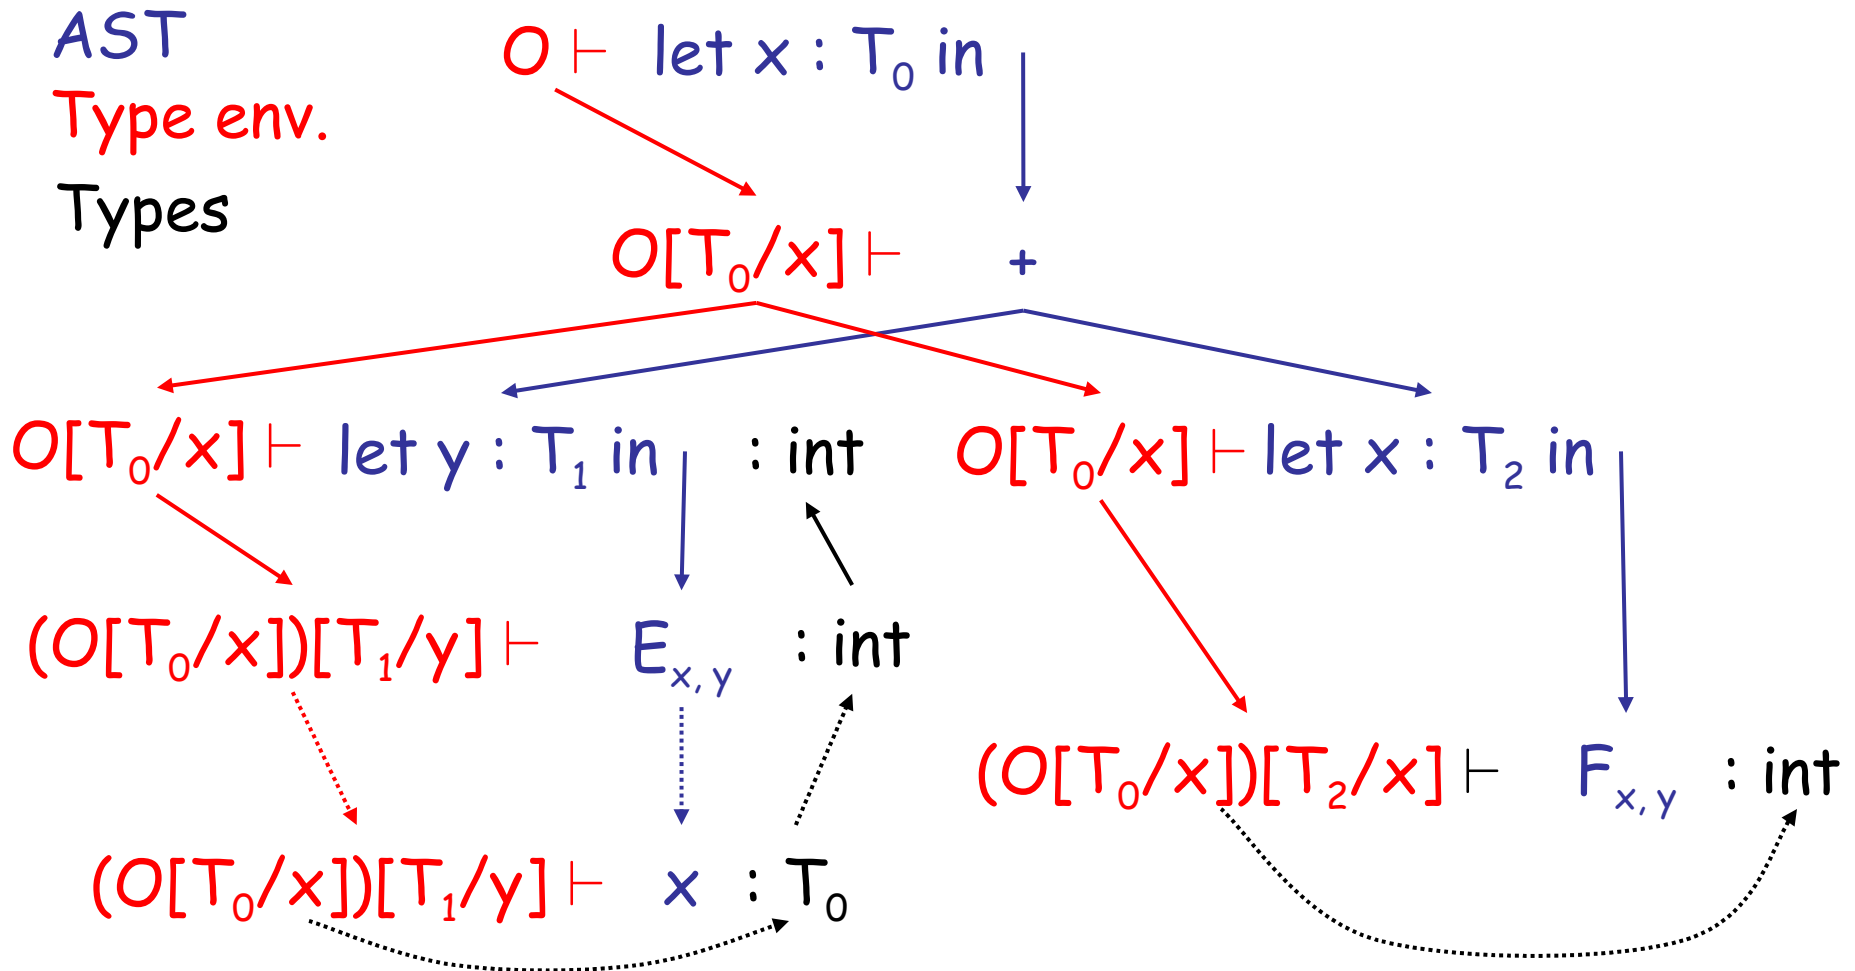 AST
Type env.
Types
O ⊢ let x : T₀ in
O[T₀/x] ⊢ +
O[T₀/x] ⊢ let y : T₁ in : int
O[T₀/x] ⊢ let x : T₂ in
(O[T₀/x])[T₁/y] ⊢ Eₓ, y : int
(O[T₀/x])[T₂/x] ⊢ Fₓ, y : int
(O[T₀/x])[T₁/y] ⊢ x : T₀